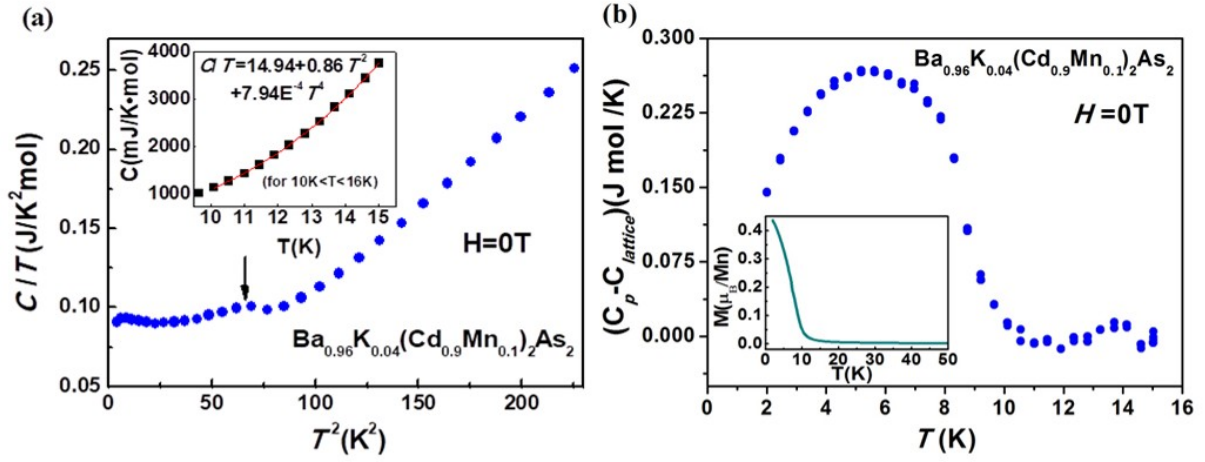 (a)
0.25
0.20
0.15
0.10
0.05
C/T(J/K²mol)
0 50 100 150 200
T²(K²)
4000
3000
2000
1000
C(mJ/K•mol)
C/T=14.94+0.86 T²
+7.94E⁻⁴ T⁴
(for 10K<T<16K)
10 11 12 13 14 15
T(K)
H=0T
Ba₀.₉₆K₀.₀₄(Cd₀.₉Mn₀.₁)₂As₂
(b)
0.300
0.225
0.150
0.075
0.000
(Cₚ-C_lattice)(J mol /K)
Ba₀.₉₆K₀.₀₄(Cd₀.₉Mn₀.₁)₂As₂
H=0T
0.4
0.3
0.2
0.1
0.0
M(μ_B/Mn)
0 10 20 30 40 50
T(K)
0 2 4 6 8 10 12 14 16
T(K)